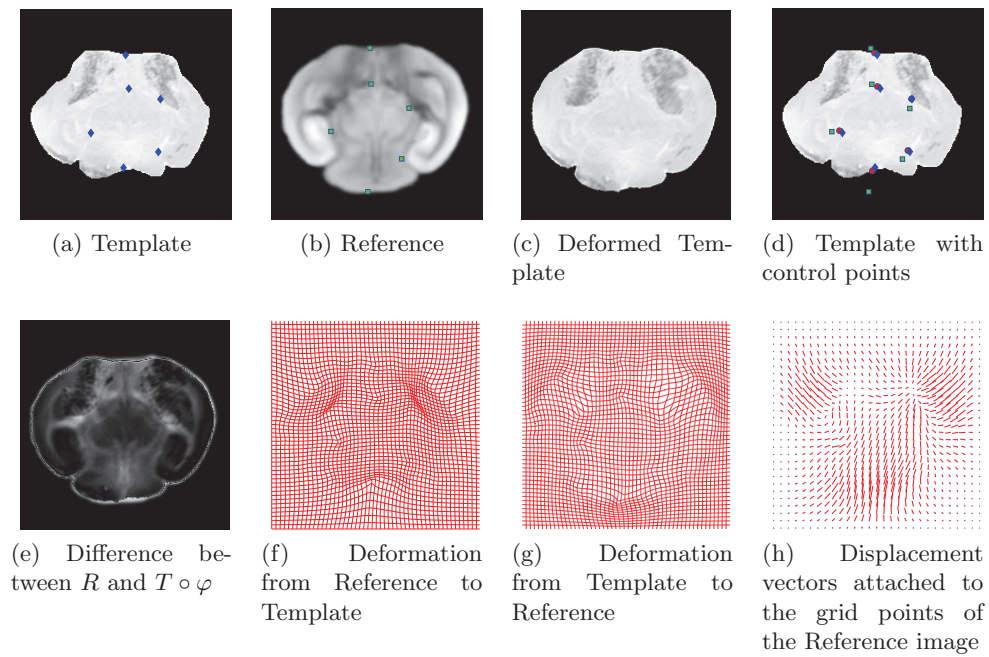 (a) Template
(b) Reference
(c) Deformed Tem-
plate
(d) Template with
control points
(e) Difference be-
tween R and T ∘ φ
(f) Deformation
from Reference to
Template
(g) Deformation
from Template to
Reference
(h) Displacement
vectors attached to
the grid points of
the Reference image